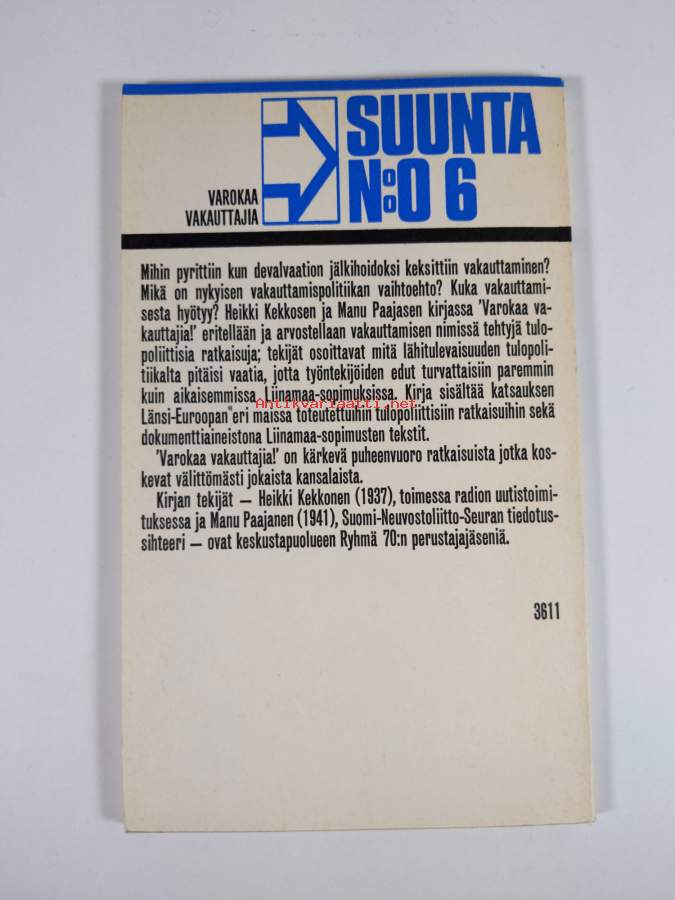 SUUNTA
N:o 6
VAROKAA
VAKAUTTAJIA
Mihin pyrittiin kun devalvaation jälkihoidoksi keksittiin vakauttaminen?
Mikä on nykyisen vakauttamispolitiikan vaihtoehto? Kuka vakauttami-
sesta hyötyy? Heikki Kekkosen ja Manu Paajasen kirjassa 'Varokaa va-
kauttajia!' eritellään ja arvostellaan vakauttamisen nimissä tehtyjä tulo-
poliittisia ratkaisuja; tekijät osoittavat mitä lähitulevaisuuden tulopoli-
tiikalta pitäisi vaatia, jotta työntekijöiden edut turvattaisiin paremmin
kuin aikaisemmissa Liinamaa-sopimuksissa. Kirja sisältää katsauksen
Antikvariaatti.net
Länsi-Euroopan eri maissa toteutettuihin tulopoliittisiin ratkaisuihin sekä
dokumenttiaineistona Liinamaa-sopimusten tekstit.
'Varokaa vakauttajia!' on kärkevä puheenvuoro ratkaisuista jotka kos-
kevat välittömästi jokaista kansalaista.
Kirjan tekijät — Heikki Kekkonen (1937), toimessa radion uutistoimi-
tuksessa ja Manu Paajanen (1941), Suomi-Neuvostoliitto-Seuran tiedotus-
sihteeri — ovat keskustapuolueen Ryhmä 70:n perustajajäseniä.
3611